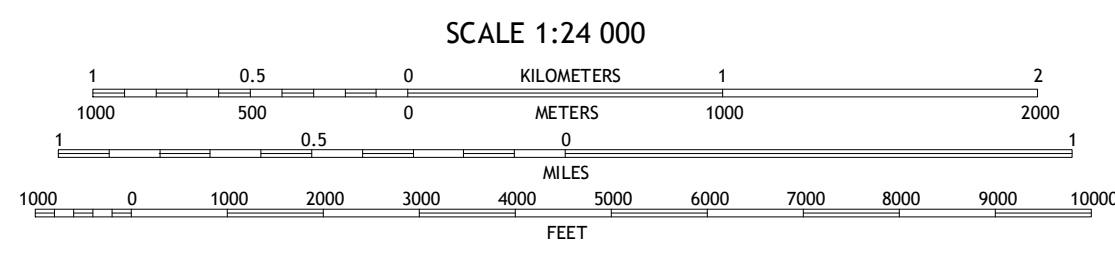 SCALE 1:24 000
1 0.5 0 KILOMETERS 1 2
1000 500 0 METERS 1000 2000
1 0.5 0 1
MILES
1000 0 1000 2000 3000 4000 5000 6000 7000 8000 9000 10000
FEET